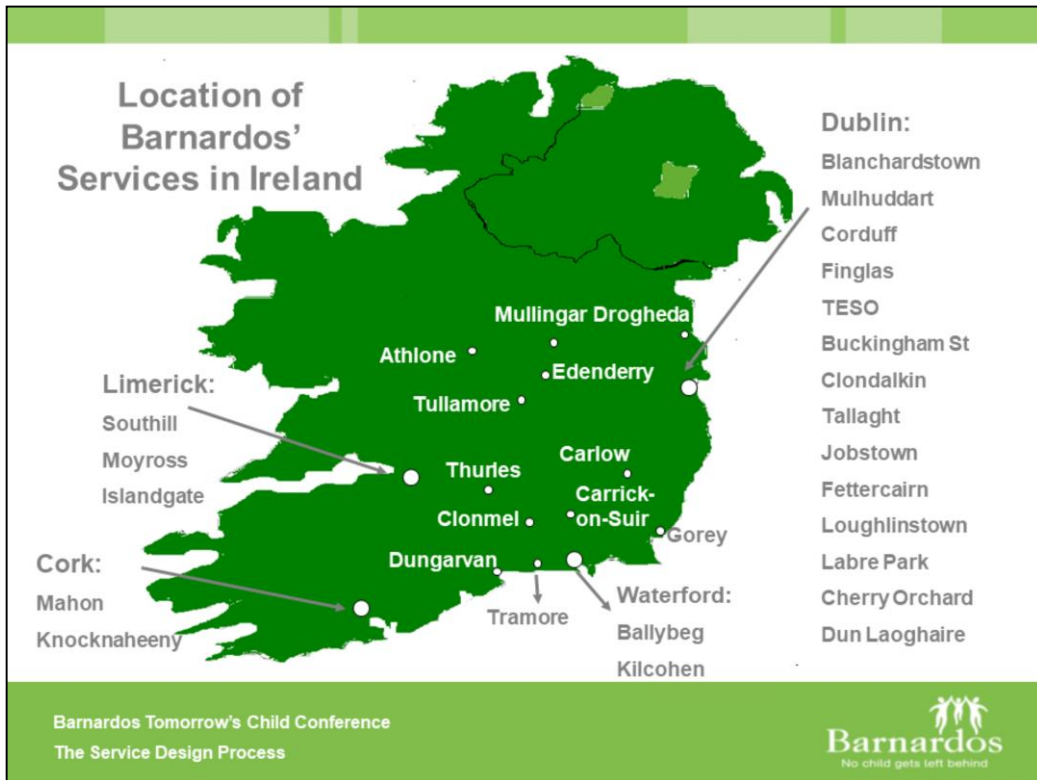 Location of
Barnardos’
Services in Ireland
Dublin:
Blanchardstown
Mulhuddart
Corduff
Finglas
TESO
Buckingham St
Clondalkin
Tallaght
Jobstown
Fettercairn
Loughlinstown
Labre Park
Cherry Orchard
Dun Laoghaire
Mullingar Drogheda
Athlone
Edenderry
Tullamore
Limerick:
Southill
Moyross
Islandgate
Thurles
Carlow
Clonmel
Carrick-
on-Suir
Gorey
Cork:
Mahon
Knocknaheeny
Dungarvan
Tramore
Waterford:
Ballybeg
Kilcohen
Barnardos Tomorrow’s Child Conference
The Service Design Process
Barnardos
No child gets left behind